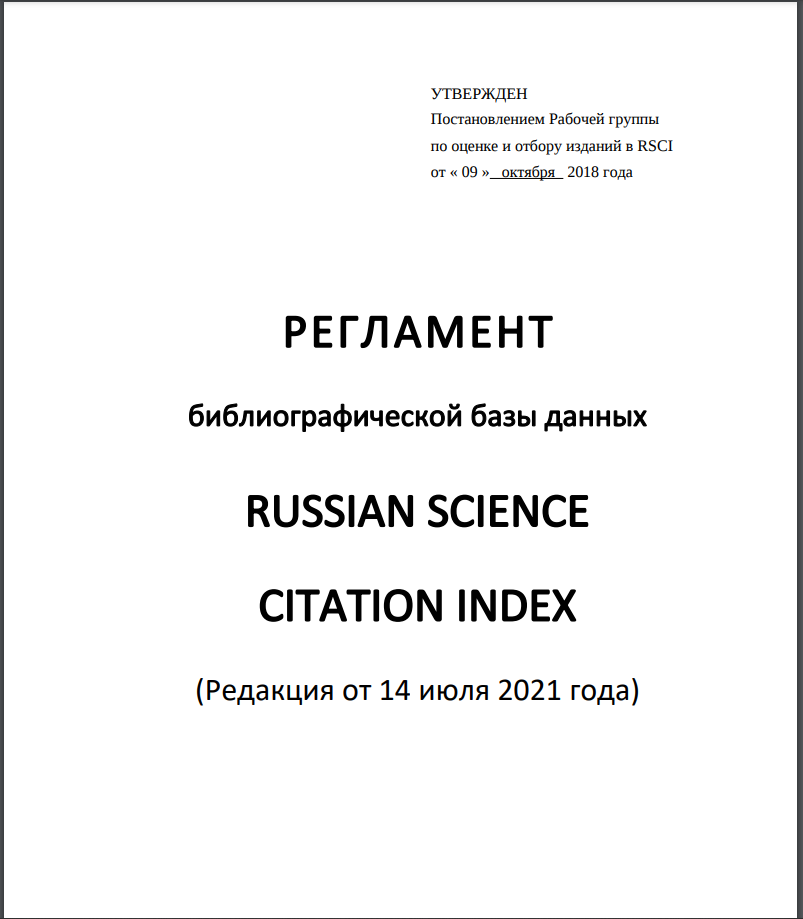 УТВЕРЖДЕН
Постановлением Рабочей группы
по оценке и отбору изданий в RSCI
от « 09 » октября 2018 года
РЕГЛАМЕНТ
библиографической базы данных
RUSSIAN SCIENCE
CITATION INDEX
(Редакция от 14 июля 2021 года)